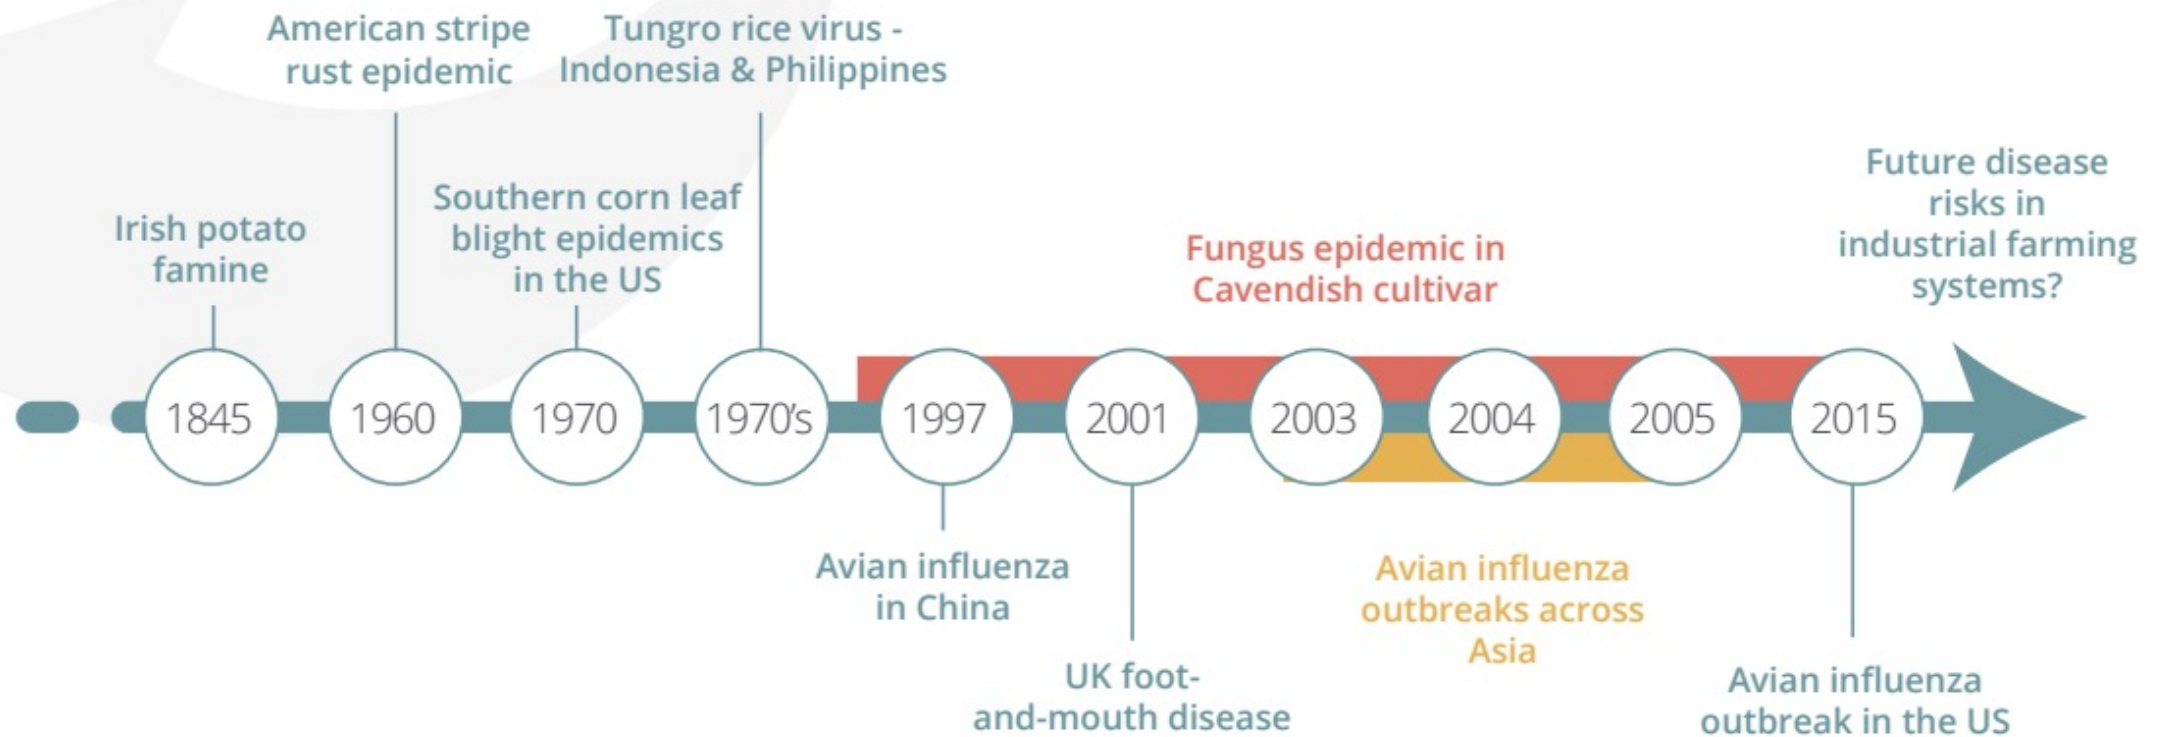 American stripe
rust epidemic
Tungro rice virus -
Indonesia & Philippines
Irish potato
famine
Southern corn leaf
blight epidemics
in the US
Fungus epidemic in
Cavendish cultivar
Future disease
risks in
industrial farming
systems?
1845
1960
1970
1970's
1997
2001
2003
2004
2005
2015
Avian influenza
in China
UK foot-
and-mouth disease
Avian influenza
outbreaks across
Asia
Avian influenza
outbreak in the US